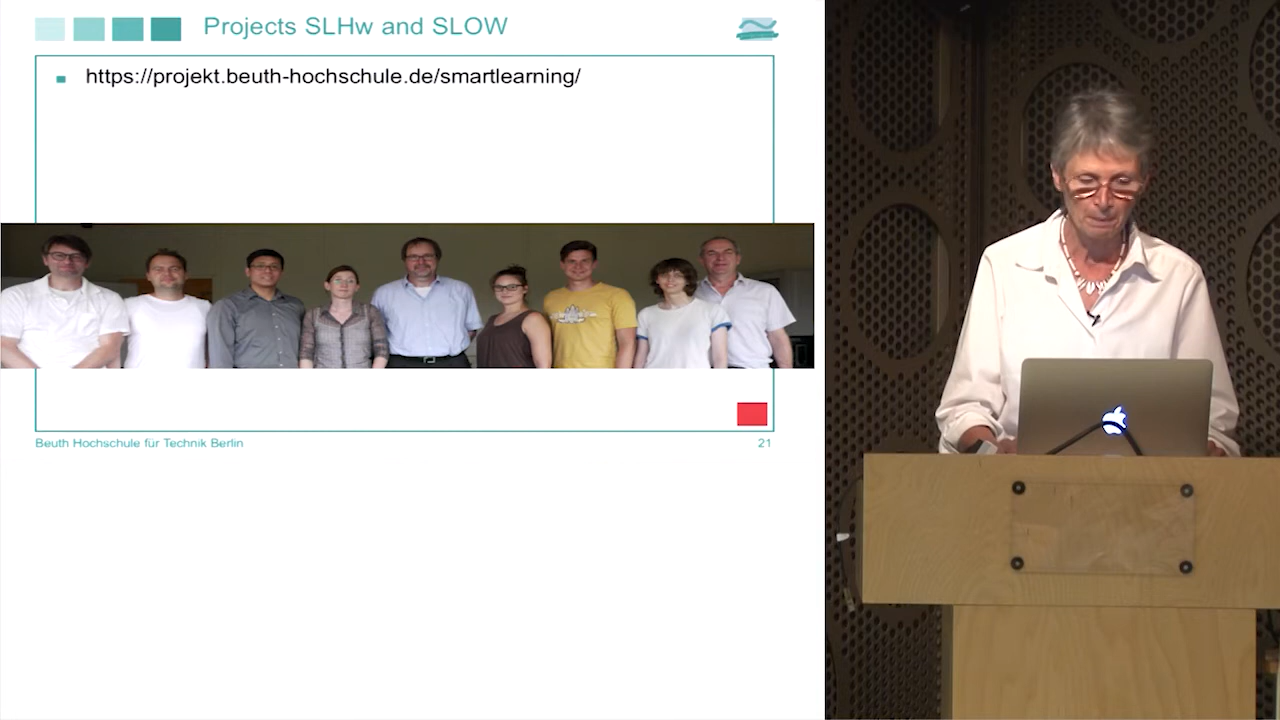 Projects SLHw and SLOW
https://projekt.beuth-hochschule.de/smartlearning/
Beuth Hochschule für Technik Berlin
21